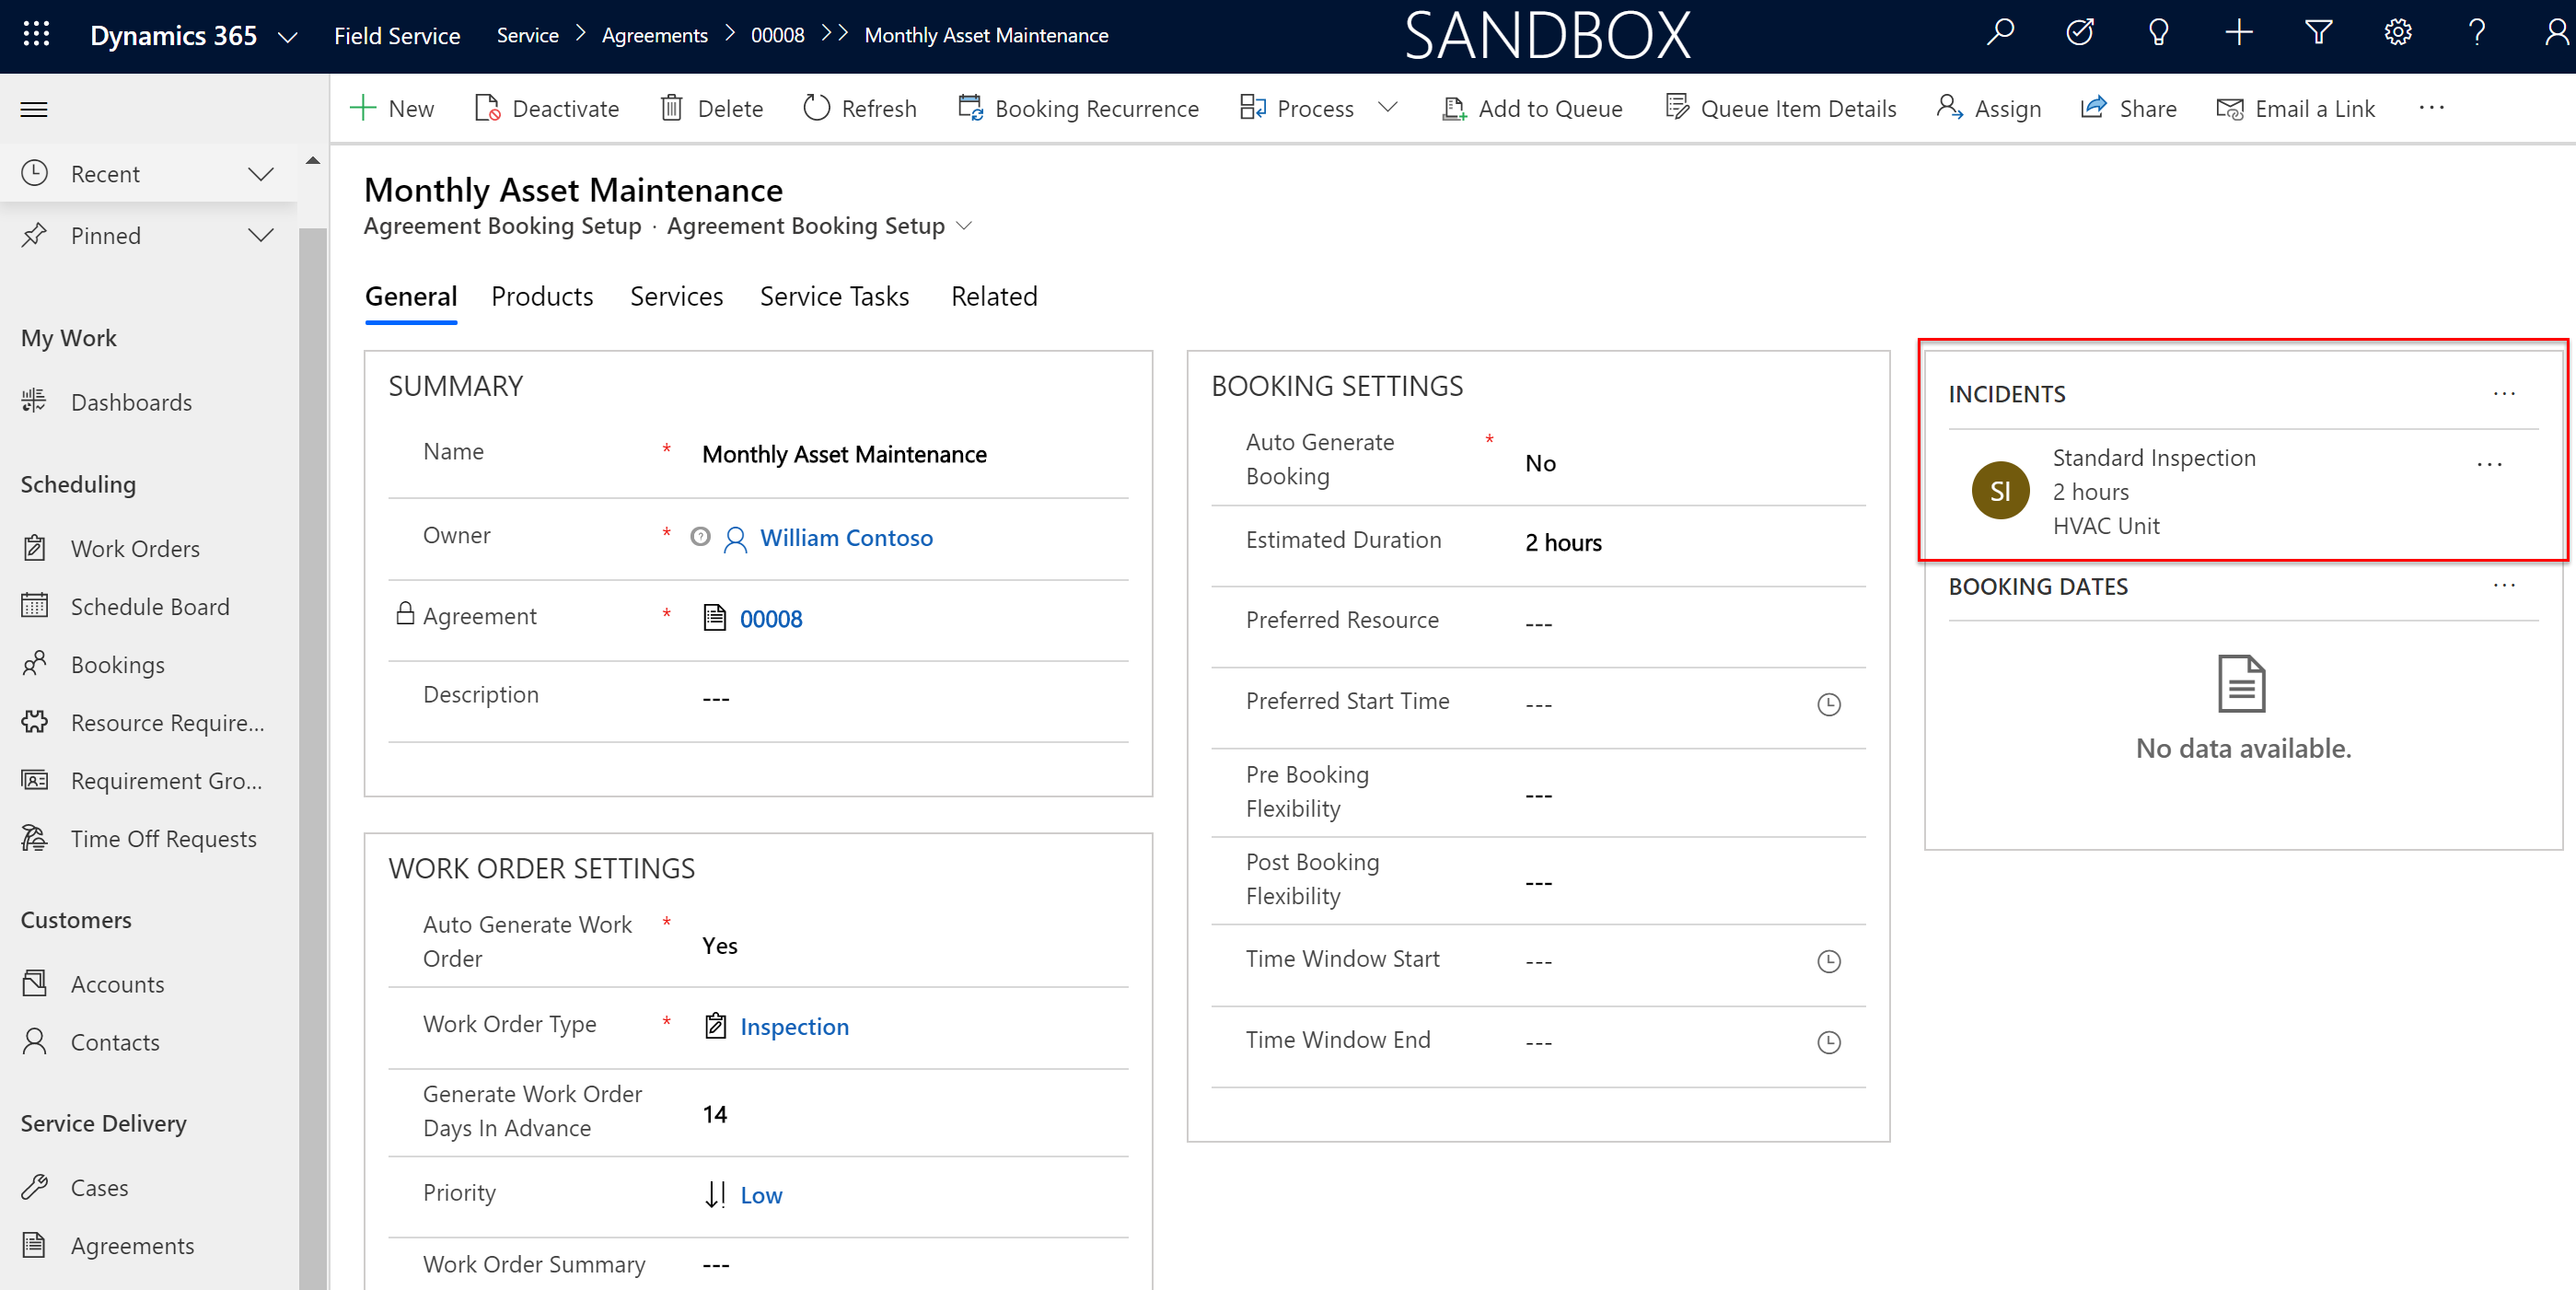 Dynamics 365
Field Service
Service > Agreements > 00008 >> Monthly Asset Maintenance
SANDBOX
New
Deactivate
Delete
Refresh
Booking Recurrence
Process
Add to Queue
Queue Item Details
Assign
Share
Email a Link
Recent
Pinned
My Work
Dashboards
Scheduling
Work Orders
Schedule Board
Bookings
Resource Require...
Requirement Gro...
Time Off Requests
Customers
Accounts
Contacts
Service Delivery
Cases
Agreements
Monthly Asset Maintenance
Agreement Booking Setup · Agreement Booking Setup
General
Products
Services
Service Tasks
Related
SUMMARY
Name * Monthly Asset Maintenance
Owner * William Contoso
Agreement * 00008
Description ---
WORK ORDER SETTINGS
Auto Generate Work *
Order
Yes
Work Order Type * Inspection
Generate Work Order
Days In Advance
14
Priority Low
Work Order Summary ---
BOOKING SETTINGS
Auto Generate *
Booking
No
Estimated Duration 2 hours
Preferred Resource ---
Preferred Start Time ---
Pre Booking
Flexibility
---
Post Booking
Flexibility
---
Time Window Start ---
Time Window End ---
INCIDENTS ...
SI
Standard Inspection ...
2 hours
HVAC Unit
BOOKING DATES ...
No data available.